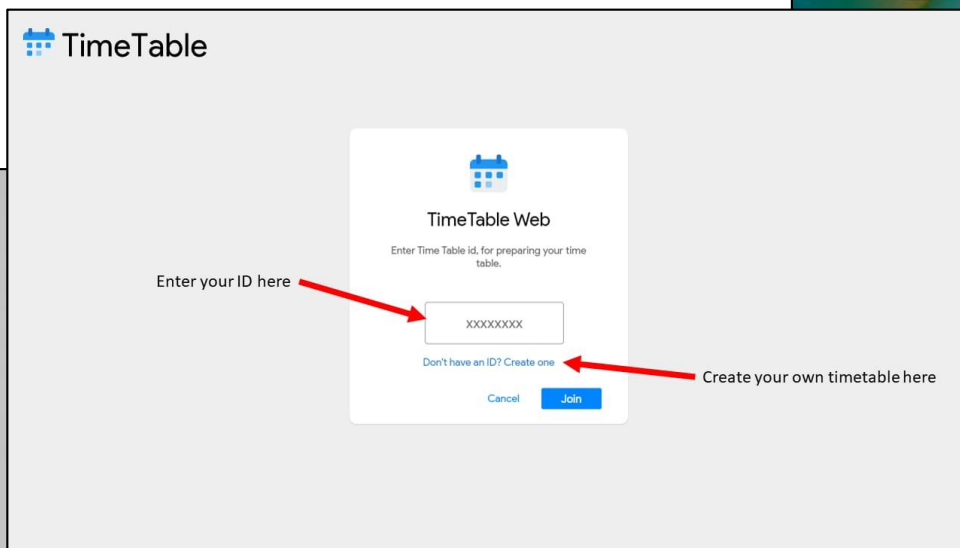 TimeTable
TimeTable Web
Enter Time Table id, for preparing your time
table.
Enter your ID here
XXXXXXXX
Don't have an ID? Create one
Create your own timetable here
Cancel
Join